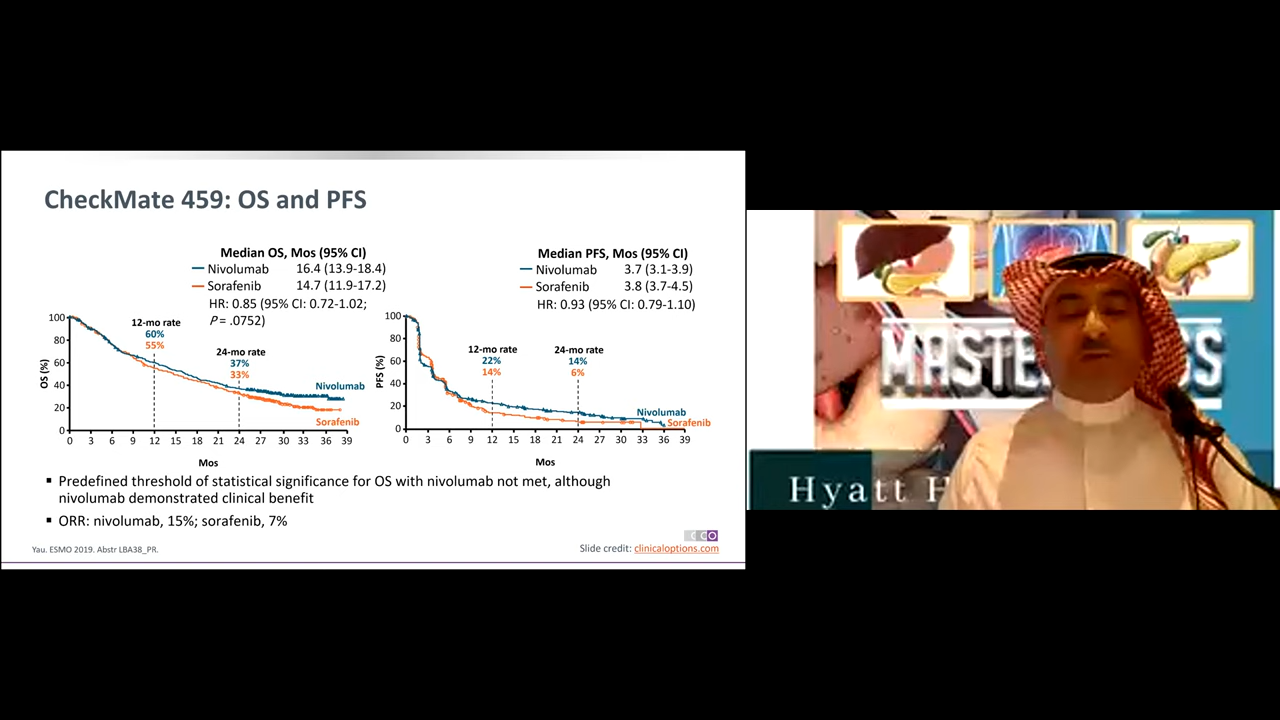 CheckMate 459: OS and PFS
Median OS, Mos (95% CI)
Nivolumab 16.4 (13.9-18.4)
Sorafenib 14.7 (11.9-17.2)
HR: 0.85 (95% CI: 0.72-1.02;
P = .0752)
OS (%)
100
80
60
40
20
0
12-mo rate
60%
55%
24-mo rate
37%
33%
Nivolumab
Sorafenib
0 3 6 9 12 15 18 21 24 27 30 33 36 39
Mos
Median PFS, Mos (95% CI)
Nivolumab 3.7 (3.1-3.9)
Sorafenib 3.8 (3.7-4.5)
HR: 0.93 (95% CI: 0.79-1.10)
PFS (%)
100
80
60
40
20
0
12-mo rate
22%
14%
24-mo rate
14%
6%
Nivolumab
Sorafenib
0 3 6 9 12 15 18 21 24 27 30 33 36 39
Mos
▪ Predefined threshold of statistical significance for OS with nivolumab not met, although
nivolumab demonstrated clinical benefit
▪ ORR: nivolumab, 15%; sorafenib, 7%
Yau. ESMO 2019. Abstr LBA38_PR.
CCO
Slide credit: clinicaloptions.com
Hyatt H